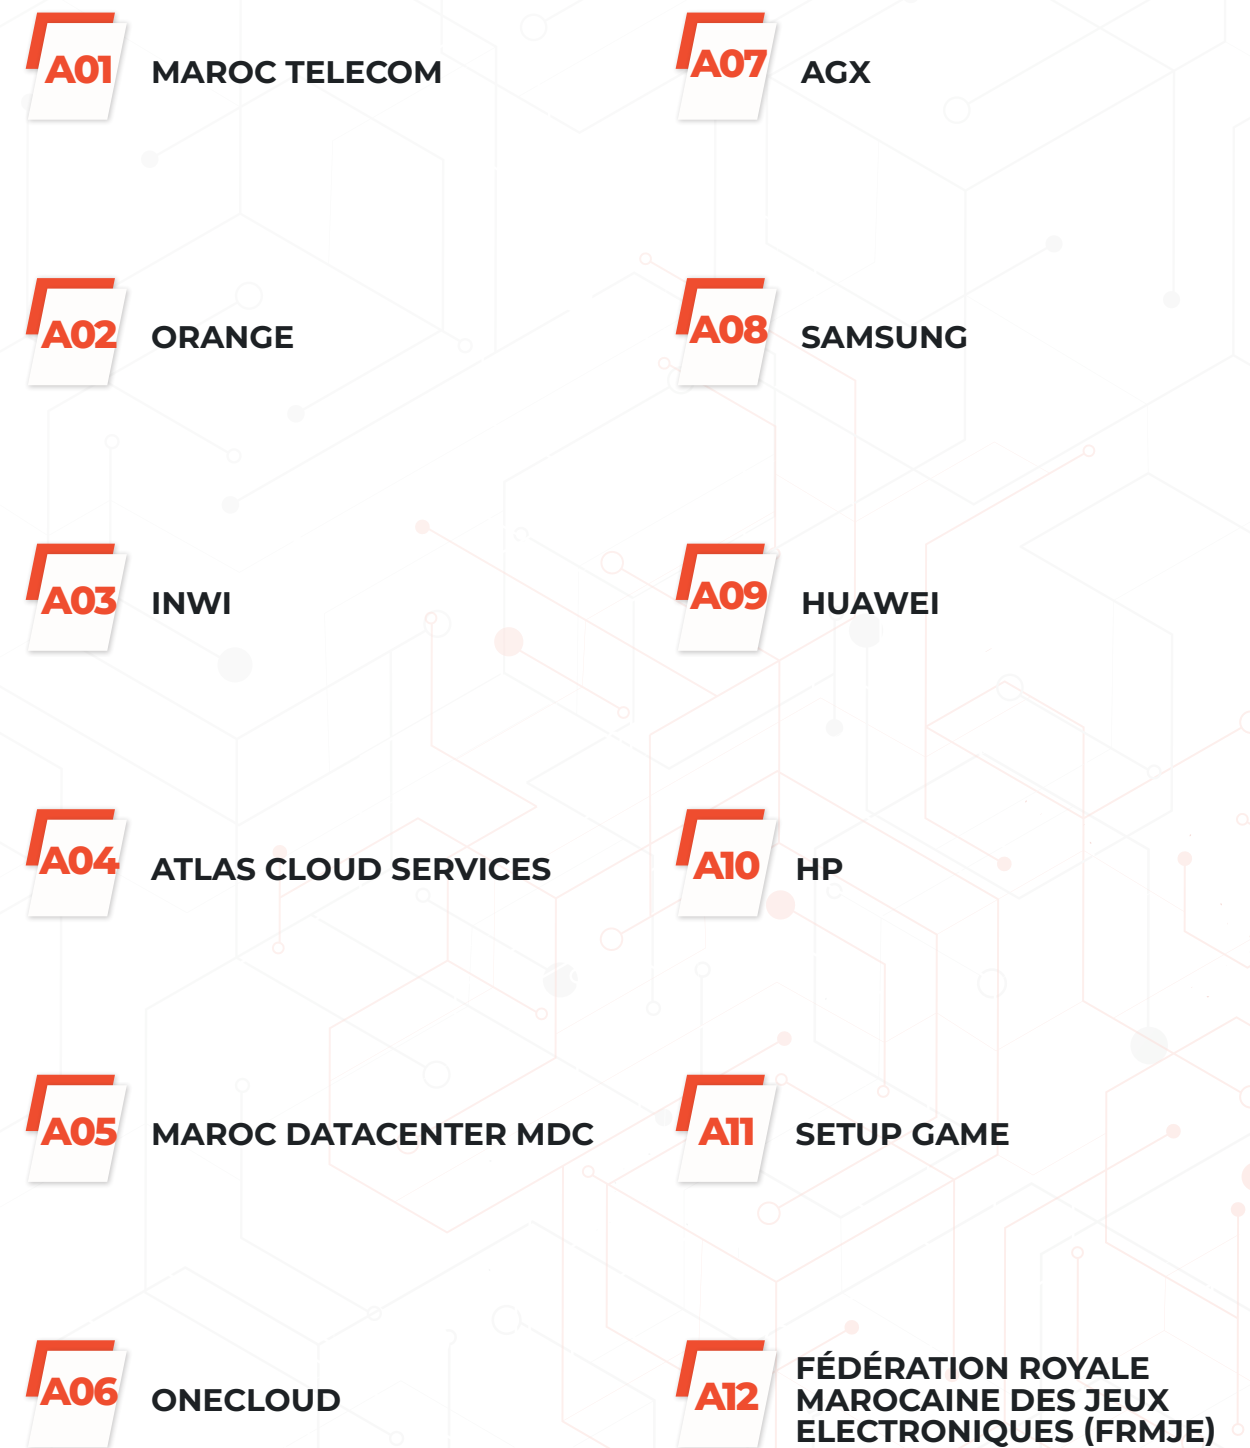 A01 MAROC TELECOM
A02 ORANGE
A03 INWI
A04 ATLAS CLOUD SERVICES
A05 MAROC DATACENTER MDC
A06 ONECLOUD
A07 AGX
A08 SAMSUNG
A09 HUAWEI
A10 HP
A11 SETUP GAME
A12 FÉDÉRATION ROYALE
MAROCAINE DES JEUX
ELECTRONIQUES (FRMJE)